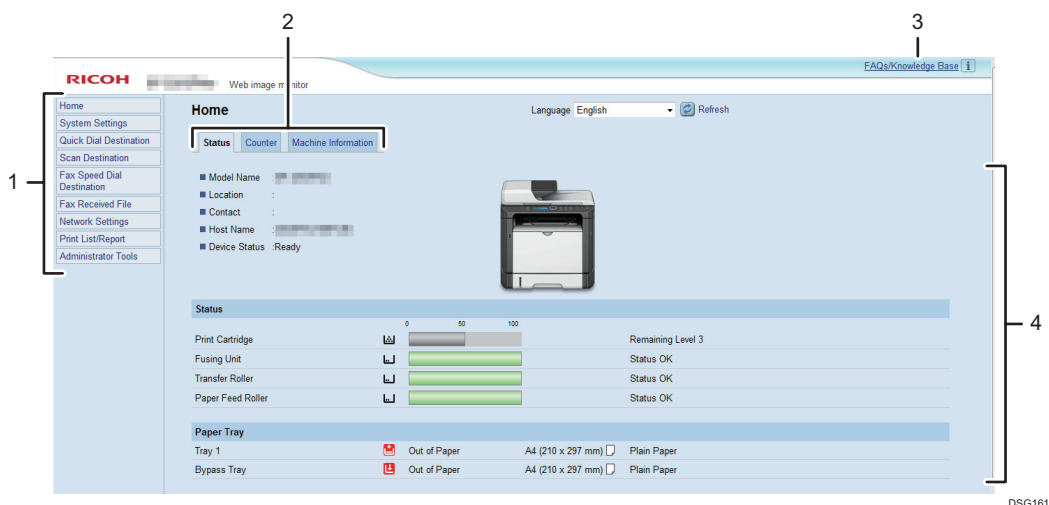 2
3
FAQs/Knowledge Base
RICOH
Web image monitor
1
Home
System Settings
Quick Dial Destination
Scan Destination
Fax Speed Dial
Destination
Fax Received File
Network Settings
Print List/Report
Administrator Tools
Home
Language English
Refresh
Status Counter Machine Information
Model Name :
Location :
Contact :
Host Name :
Device Status :Ready
4
Status
0 50 100
Print Cartridge Remaining Level 3
Fusing Unit Status OK
Transfer Roller Status OK
Paper Feed Roller Status OK
Paper Tray
Tray 1 Out of Paper A4 (210 x 297 mm) Plain Paper
Bypass Tray Out of Paper A4 (210 x 297 mm) Plain Paper
DSG161